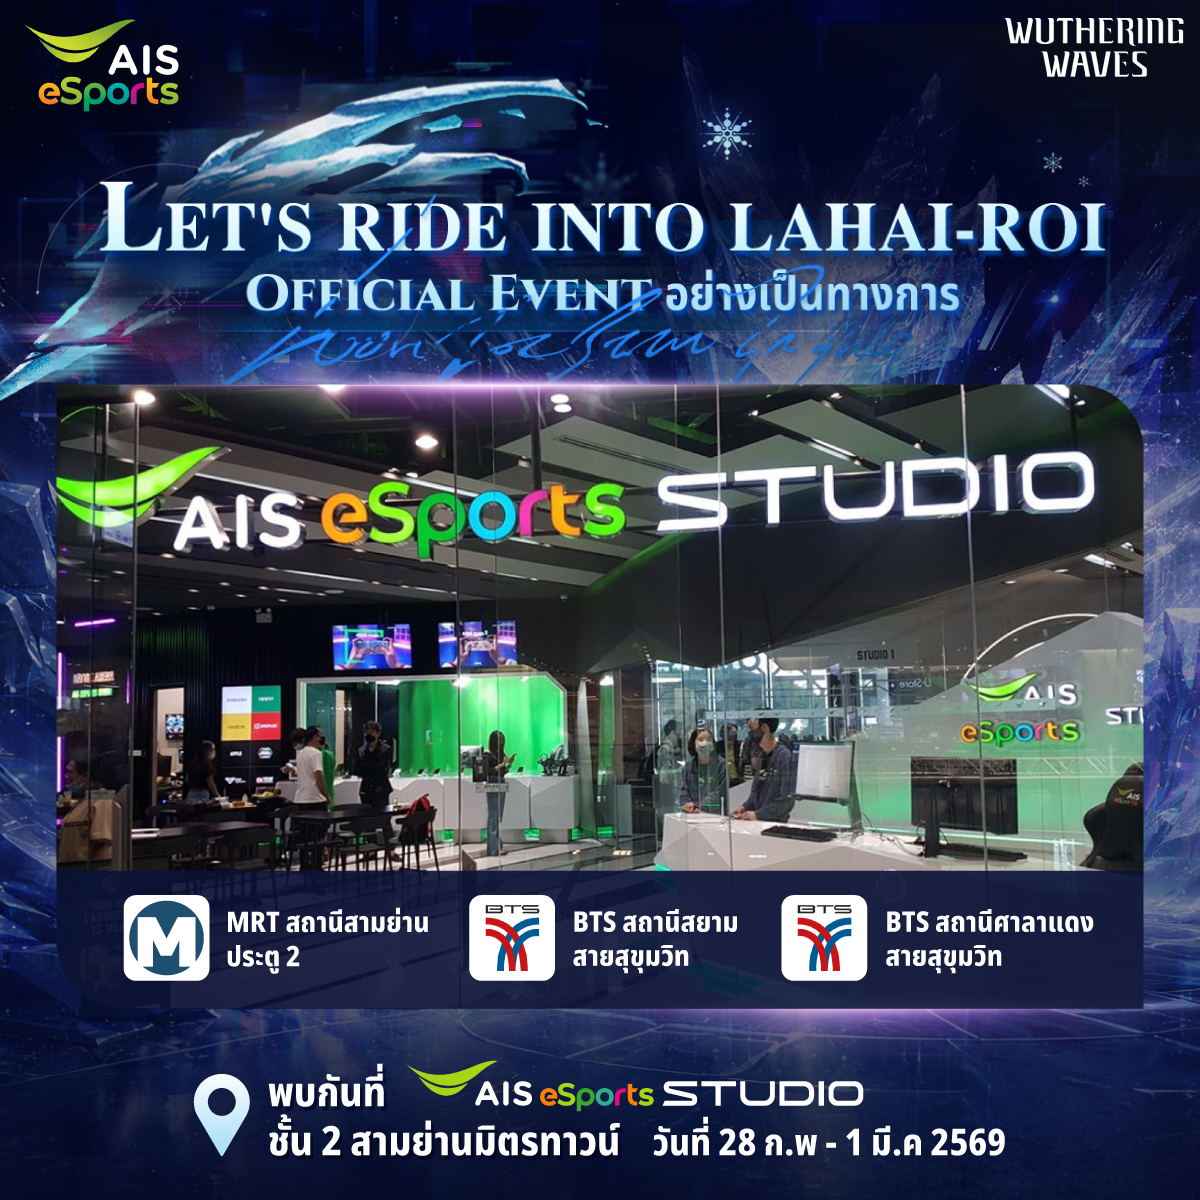 AIS
eSports
WUTHERING
WAVES
LET'S RIDE INTO LAHAI-ROI
OFFICIAL EVENT อย่างเป็นทางการ
AIS eSports STUDIO
SAMSUNG
OPPO
realme
STUDIO
U-Store
AIS
eSports
STU
AIS
BTS
BTS
MRT สถานีสามย่าน
ประตู 2
BTS สถานีสยาม
สายสุขุมวิท
BTS สถานีศาลาแดง
สายสุขุมวิท
พบกันที่ AIS eSports STUDIO
ชั้น 2 สามย่านมิตรทาวน์ วันที่ 28 ก.พ - 1 มี.ค 2569